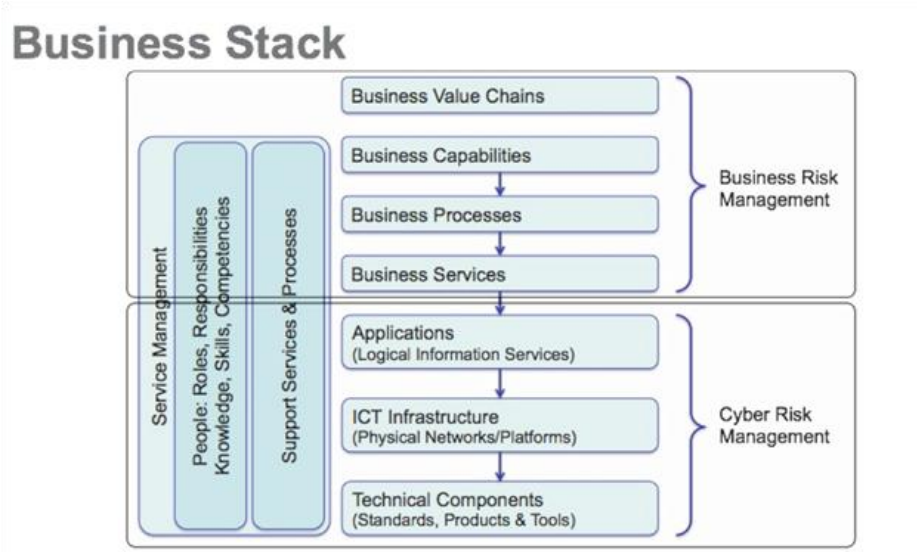 Business Stack
Business Value Chains
Business Capabilities
Business Processes
Business Services
Business Risk
Management
Service Management
People: Roles, Responsibilities
Knowledge, Skills, Competencies
Support Services & Processes
Applications
(Logical Information Services)
ICT Infrastructure
(Physical Networks/Platforms)
Technical Components
(Standards, Products & Tools)
Cyber Risk
Management